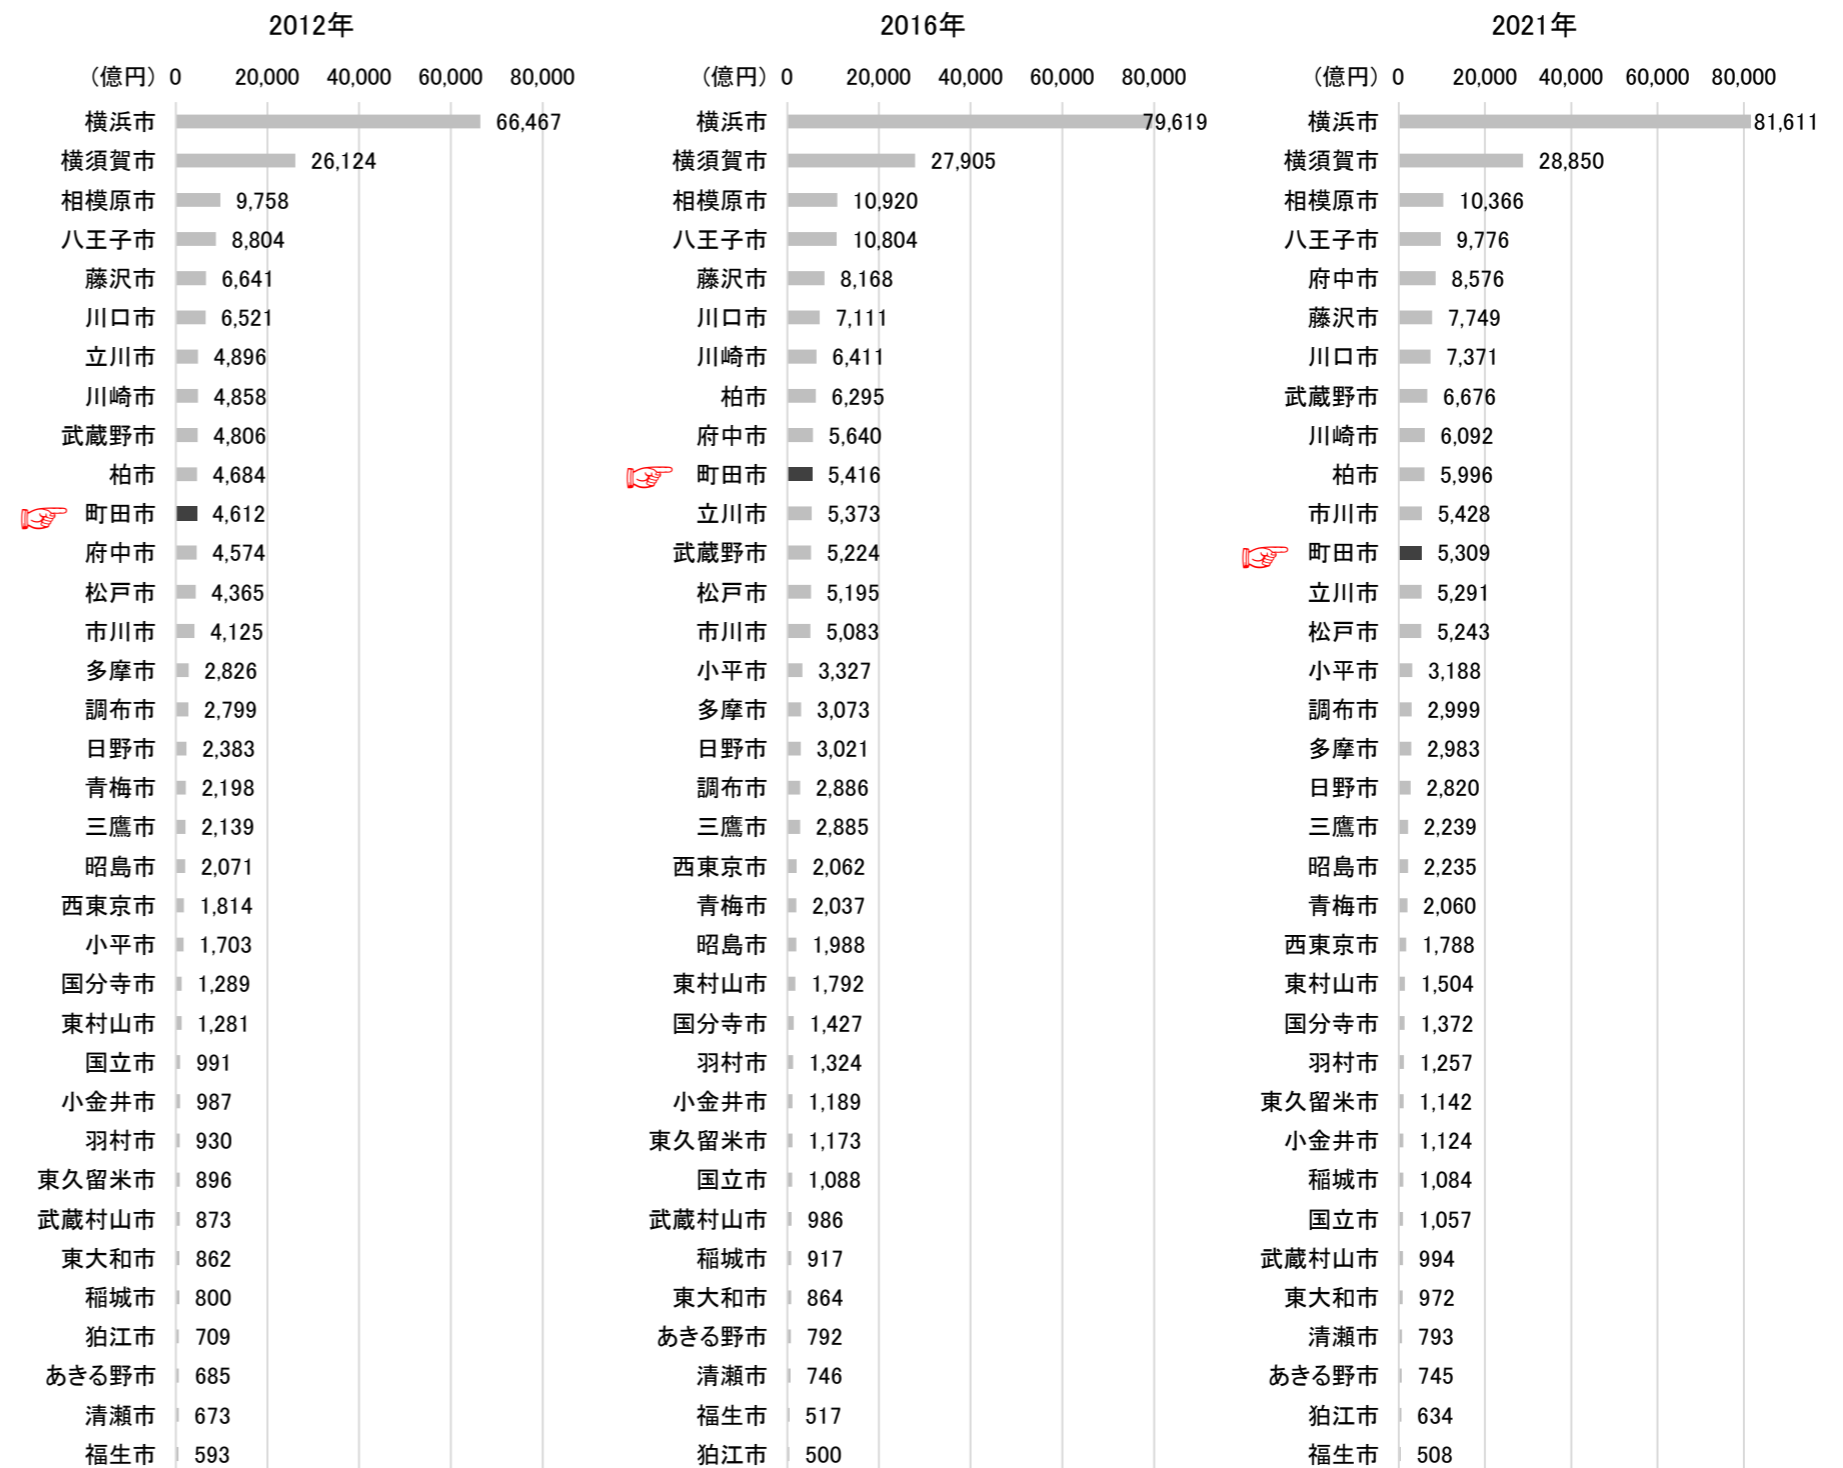 2012年
（億円） 0 20,000 40,000 60,000 80,000
横浜市 66,467
横須賀市 26,124
相模原市 9,758
八王子市 8,804
藤沢市 6,641
川口市 6,521
立川市 4,896
川崎市 4,858
武蔵野市 4,806
柏市 4,684
町田市 4,612
府中市 4,574
松戸市 4,365
市川市 4,125
多摩市 2,826
調布市 2,799
日野市 2,383
青梅市 2,198
三鷹市 2,139
昭島市 2,071
西東京市 1,814
小平市 1,703
国分寺市 1,289
東村山市 1,281
国立市 991
小金井市 987
羽村市 930
東久留米市 896
武蔵村山市 873
東大和市 862
稲城市 800
狛江市 709
あきる野市 685
清瀬市 673
福生市 593
2016年
（億円） 0 20,000 40,000 60,000 80,000
横浜市 79,619
横須賀市 27,905
相模原市 10,920
八王子市 10,804
藤沢市 8,168
川口市 7,111
川崎市 6,411
柏市 6,295
府中市 5,640
町田市 5,416
立川市 5,373
武蔵野市 5,224
松戸市 5,195
市川市 5,083
小平市 3,327
多摩市 3,073
日野市 3,021
調布市 2,886
三鷹市 2,885
西東京市 2,062
青梅市 2,037
昭島市 1,988
東村山市 1,792
国分寺市 1,427
羽村市 1,324
小金井市 1,189
東久留米市 1,173
国立市 1,088
武蔵村山市 986
稲城市 917
東大和市 864
あきる野市 792
清瀬市 746
福生市 517
狛江市 500
2021年
（億円） 0 20,000 40,000 60,000 80,000
横浜市 81,611
横須賀市 28,850
相模原市 10,366
八王子市 9,776
府中市 8,576
藤沢市 7,749
川口市 7,371
武蔵野市 6,676
川崎市 6,092
柏市 5,996
市川市 5,428
町田市 5,309
立川市 5,291
松戸市 5,243
小平市 3,188
調布市 2,999
多摩市 2,983
日野市 2,820
三鷹市 2,239
昭島市 2,235
青梅市 2,060
西東京市 1,788
東村山市 1,504
国分寺市 1,372
羽村市 1,257
東久留米市 1,142
小金井市 1,124
稲城市 1,084
国立市 1,057
武蔵村山市 994
東大和市 972
清瀬市 793
あきる野市 745
狛江市 634
福生市 508